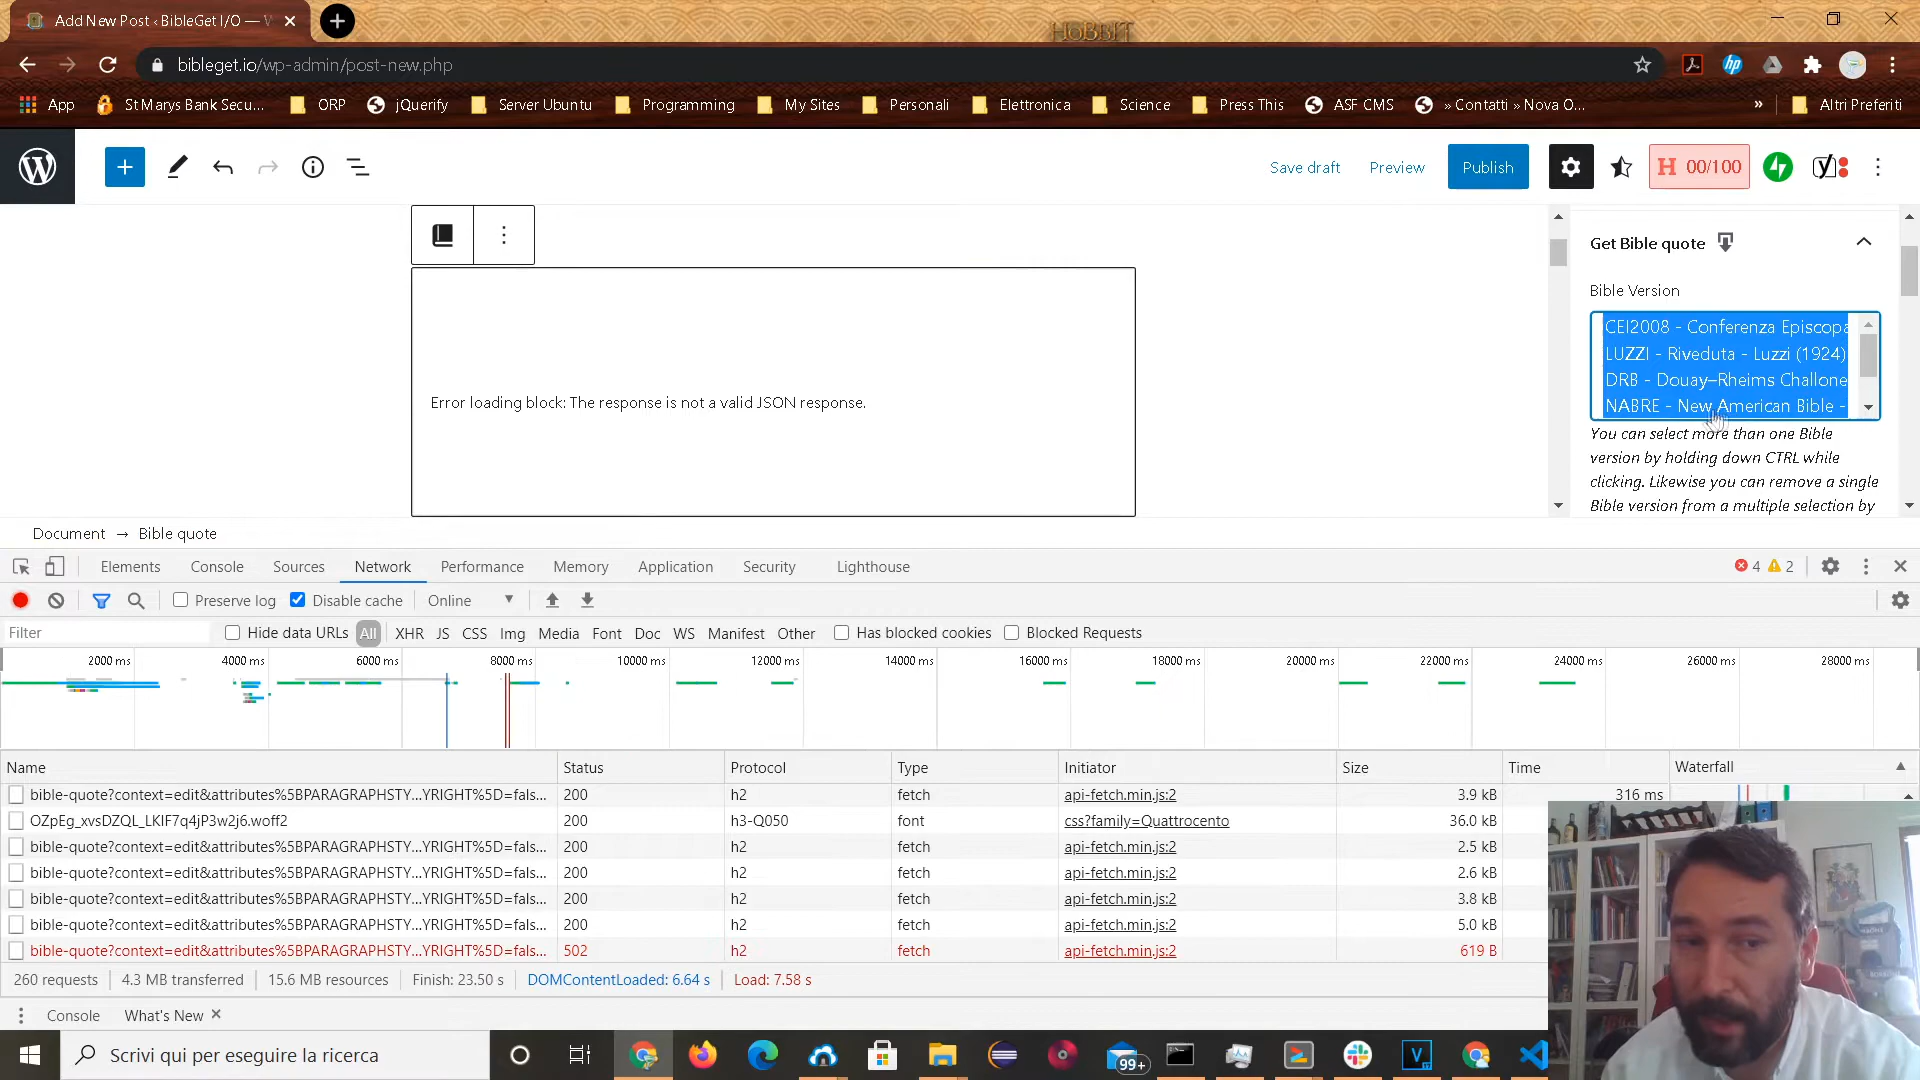 Add New Post ‹ BibleGet I/O — W
HOBBIT
bibleget.io/wp-admin/post-new.php
App
St Marys Bank Secu...
ORP
jQuerify
Server Ubuntu
Programming
My Sites
Personali
Elettronica
Science
Press This
ASF CMS
» Contatti » Nova O...
»
Altri Preferiti
Save draft
Preview
Publish
H 00/100
Get Bible quote
Bible Version
CEI2008 - Conferenza Episcopa
LUZZI - Riveduta - Luzzi (1924)
DRB - Douay–Rheims Challone
NABRE - New American Bible -
You can select more than one Bible
version by holding down CTRL while
clicking. Likewise you can remove a single
Bible version from a multiple selection by
Error loading block: The response is not a valid JSON response.
Document → Bible quote
Elements Console Sources Network Performance Memory Application Security Lighthouse 4 2
Preserve log Disable cache Online
Filter Hide data URLs All XHR JS CSS Img Media Font Doc WS Manifest Other Has blocked cookies Blocked Requests
2000 ms 4000 ms 6000 ms 8000 ms 10000 ms 12000 ms 14000 ms 16000 ms 18000 ms 20000 ms 22000 ms 24000 ms 26000 ms 28000 ms
Name Status Protocol Type Initiator Size Time Waterfall
bible-quote?context=edit&attributes%5BPARAGRAPHSTY...YRIGHT%5D=fals... 200 h2 fetch api-fetch.min.js:2 3.9 kB 316 ms
OZpEg_xvsDZQL_LKIF7q4jP3w2j6.woff2 200 h3-Q050 font css?family=Quattrocento 36.0 kB
bible-quote?context=edit&attributes%5BPARAGRAPHSTY...YRIGHT%5D=fals... 200 h2 fetch api-fetch.min.js:2 2.5 kB
bible-quote?context=edit&attributes%5BPARAGRAPHSTY...YRIGHT%5D=fals... 200 h2 fetch api-fetch.min.js:2 2.6 kB
bible-quote?context=edit&attributes%5BPARAGRAPHSTY...YRIGHT%5D=fals... 200 h2 fetch api-fetch.min.js:2 3.8 kB
bible-quote?context=edit&attributes%5BPARAGRAPHSTY...YRIGHT%5D=fals... 200 h2 fetch api-fetch.min.js:2 5.0 kB
bible-quote?context=edit&attributes%5BPARAGRAPHSTY...YRIGHT%5D=fals... 502 h2 fetch api-fetch.min.js:2 619 B
260 requests 4.3 MB transferred 15.6 MB resources Finish: 23.50 s DOMContentLoaded: 6.64 s Load: 7.58 s
Console What's New
Scrivi qui per eseguire la ricerca
99+